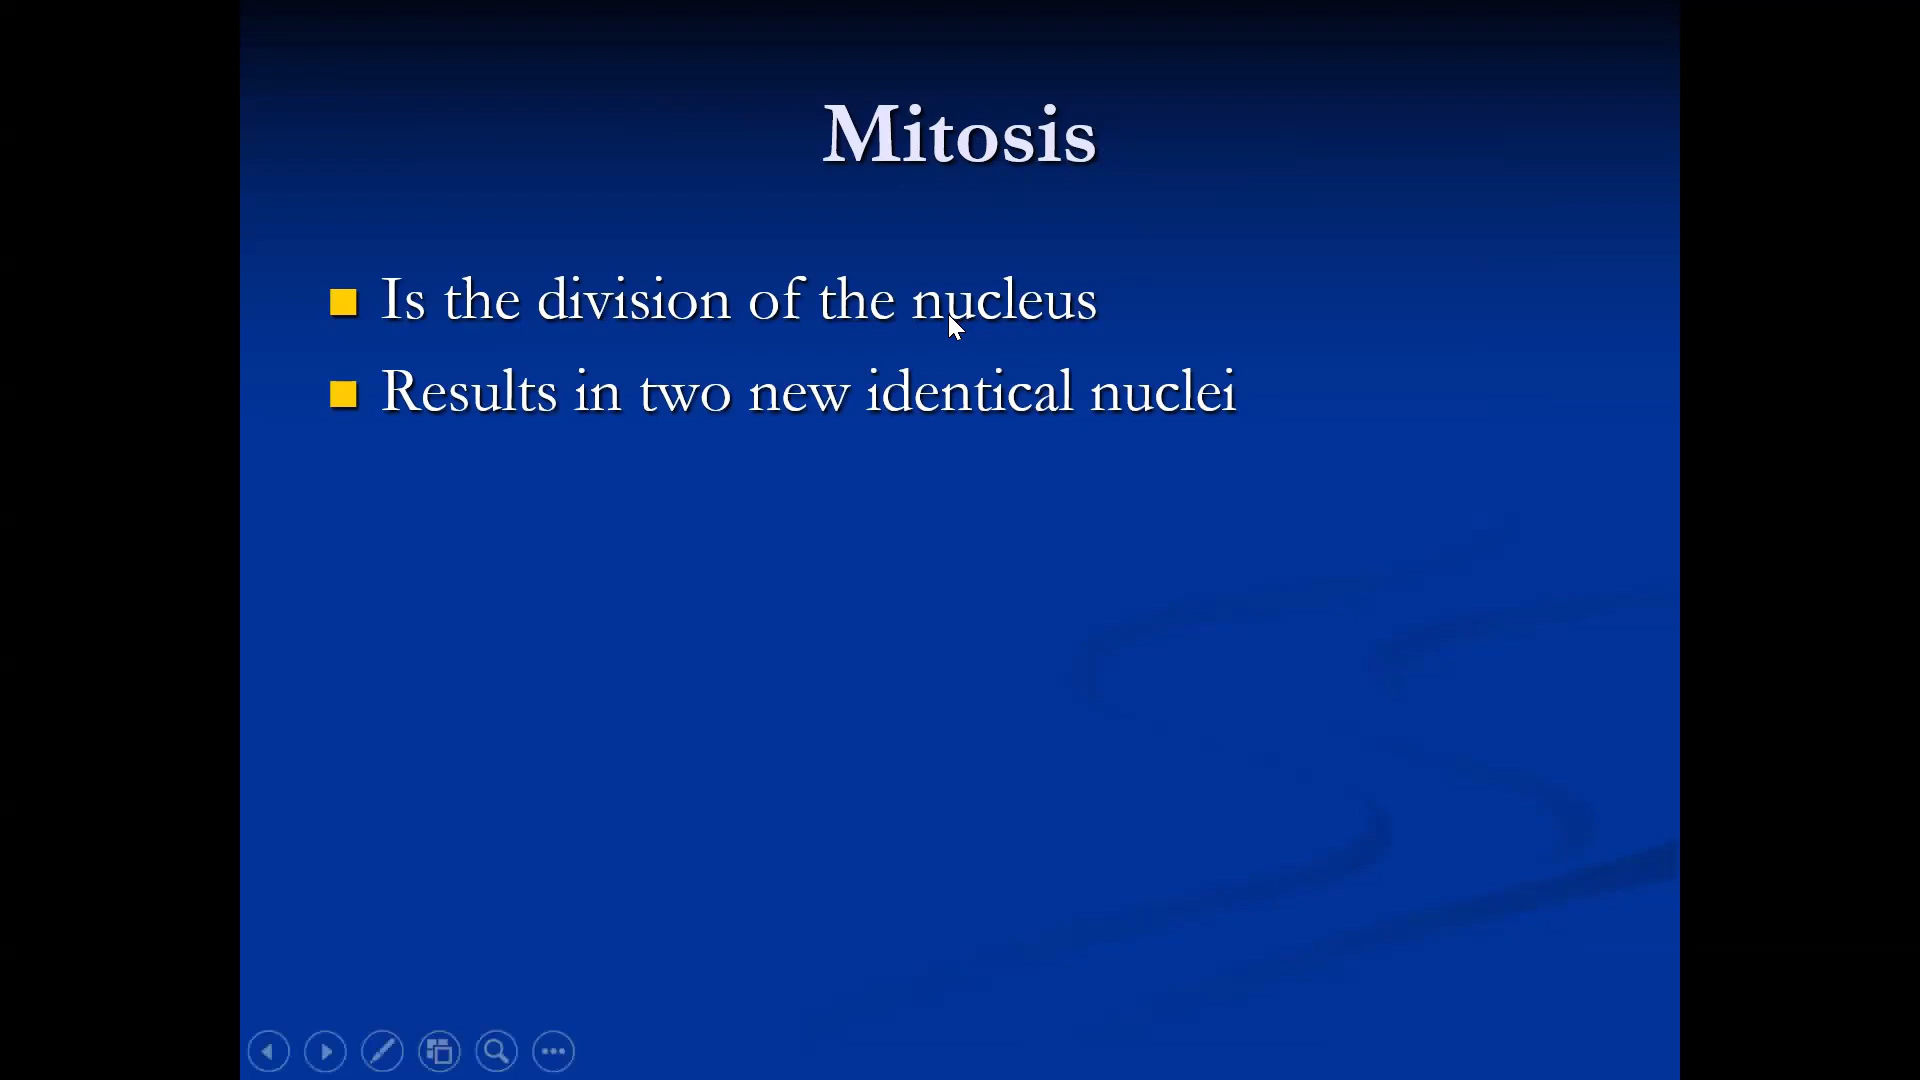 Mitosis
Is the division of the nucleus
Results in two new identical nuclei